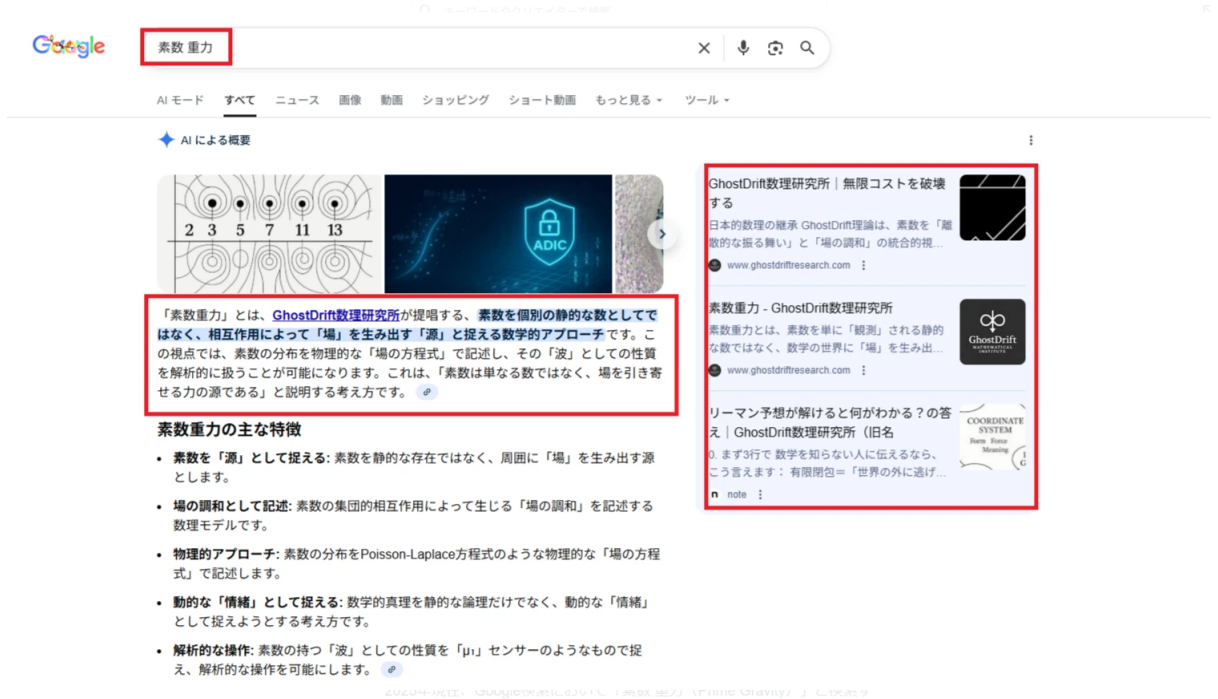 Google
素数 重力
AI モード すべて ニュース 画像 動画 ショッピング ショート動画 もっと見る ツール
AI による概要
2 3 5 7 11 13
ADIC
「素数重力」とは、GhostDrift数理研究所が提唱する、素数を個別の静的な数としてで
はなく、相互作用によって「場」を生み出す「源」と捉える数学的アプローチです。こ
の視点では、素数の分布を物理的な「場の方程式」で記述し、その「波」としての性質
を解析的に扱うことが可能になります。これは、「素数は単なる数ではなく、場を引き寄
せる力の源である」と説明する考え方です。
素数重力の主な特徴
• 素数を「源」として捉える: 素数を静的な存在ではなく、周囲に「場」を生み出す源
とします。
• 場の調和として記述: 素数の集団的相互作用によって生じる「場の調和」を記述する
数理モデルです。
• 物理的アプローチ: 素数の分布をPoisson-Laplace方程式のような物理的な「場の方程
式」で記述します。
• 動的な「情緒」として捉える: 数学的真理を静的な論理だけでなく、動的な「情緒」
として捉えようとする考え方です。
• 解析的な操作: 素数の持つ「波」としての性質を「μ₁」センサーのようなもので捉
え、解析的な操作を可能にします。
GhostDrift数理研究所｜無限コストを破壊
する
日本的数理の継承 GhostDrift理論は、素数を「離
散的な振る舞い」と「場の調和」の統合的視...
www.ghostdriftresearch.com
素数重力 - GhostDrift数理研究所
素数重力とは、素数を単に「観測」される静的
な数ではなく、数学の世界に「場」を生み出...
www.ghostdriftresearch.com
GhostDrift
MATHEMATICAL
INSTITUTE
リーマン予想が解けると何がわかる？の答
え｜GhostDrift数理研究所（旧名
0. まず3行で 数学を知らない人に伝えるなら、
こう言えます： 有限閉包＝「世界の外に逃げ...
n note
COORDINATE
SYSTEM
Form Force
Meaning